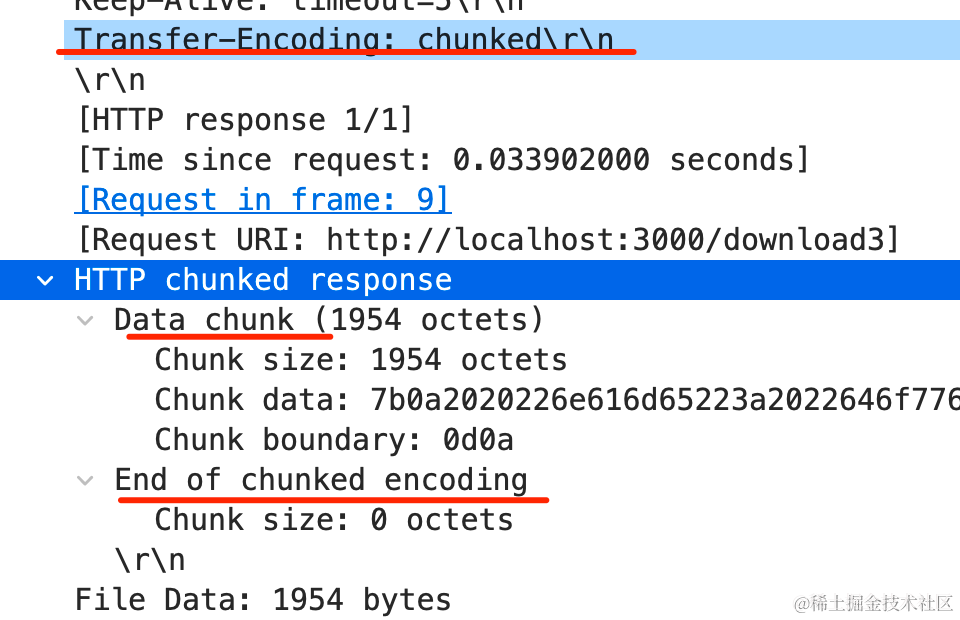 Keep-Alive: timeout=5\r\n
Transfer-Encoding: chunked\r\n
\r\n
[HTTP response 1/1]
[Time since request: 0.033902000 seconds]
[Request in frame: 9]
[Request URI: http://localhost:3000/download3]
HTTP chunked response
Data chunk (1954 octets)
Chunk size: 1954 octets
Chunk data: 7b0a2020226e616d65223a2022646f776
Chunk boundary: 0d0a
End of chunked encoding
Chunk size: 0 octets
\r\n
File Data: 1954 bytes
@稀土掘金技术社区